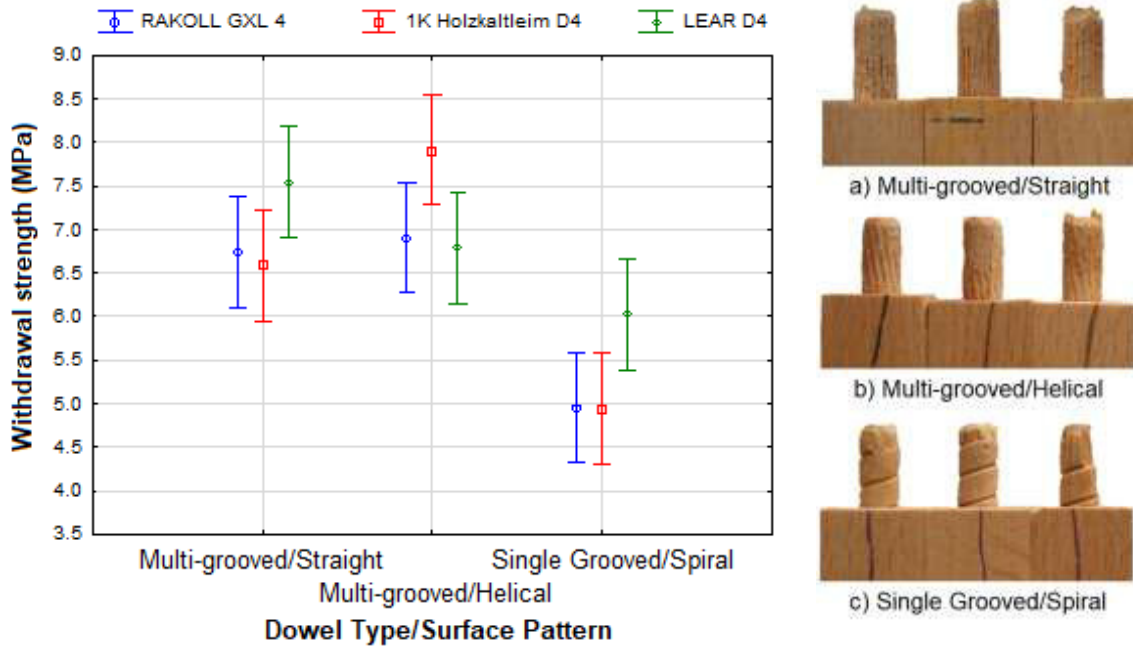 RAKOLL GXL 4
1K Holzkaltleim D4
LEAR D4
Withdrawal strength (MPa)
9.0
8.5
8.0
7.5
7.0
6.5
6.0
5.5
5.0
4.5
4.0
3.5
Multi-grooved/Straight
Multi-grooved/Helical
Single Grooved/Spiral
Dowel Type/Surface Pattern
a) Multi-grooved/Straight
b) Multi-grooved/Helical
c) Single Grooved/Spiral